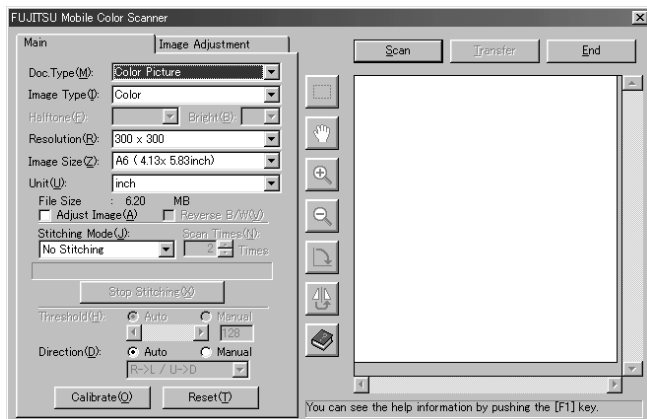 FUJITSU Mobile Color Scanner
Main
Image Adjustment
Scan
Transfer
End
Doc.Type(M):
Color Picture
Image Type(I):
Color
Halftone(F):
Bright(B):
Resolution(R):
300 x 300
Image Size(Z):
A6 ( 4.13x 5.83inch)
Unit(U):
inch
File Size : 6.20 MB
Adjust Image(A)
Reverse B/W(V)
Stitching Mode(J):
Scan Times(N):
No Stitching
2
Times
Stop Stitching(X)
Threshold(H):
Auto
Manual
128
Direction(D):
Auto
Manual
R->L / U->D
Calibrate(O)
Reset(T)
You can see the help information by pushing the [F1] key.